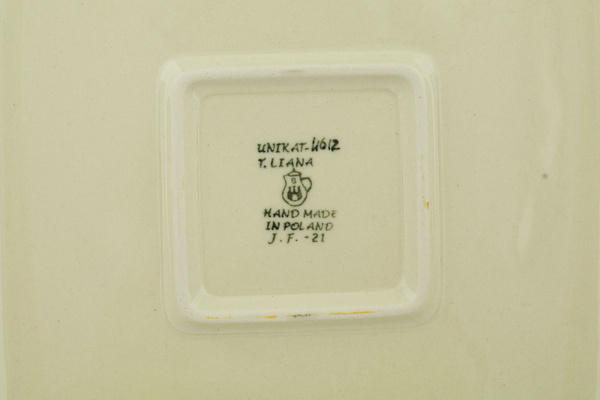 UNIKAT-U612
T. LIANA
HAND MADE
IN POLAND
J.F.-21